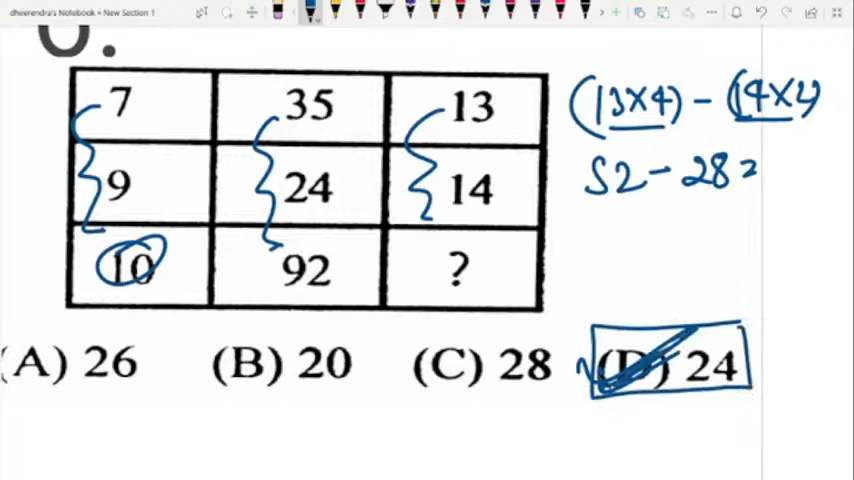 dheerendra's Notebook » New Section 1
7 35 13
(13×4) - (14×2)
9 24 14
52 - 28 =
10 92 ?
(A) 26 (B) 20 (C) 28 (D) 24